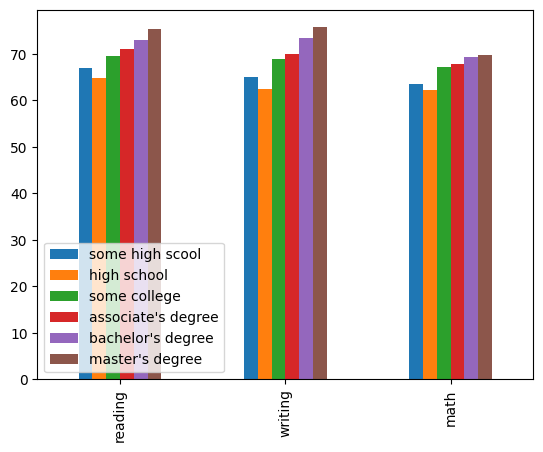 70
60
50
40
30
20
10
0
some high scool
high school
some college
associate's degree
bachelor's degree
master's degree
reading
writing
math